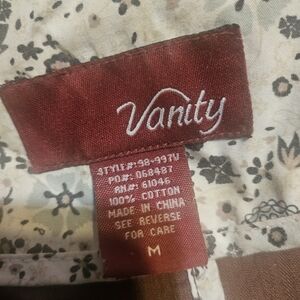 Vanity
STYLE#:98-997W
PO#: 068487
RN#: 61046
100% COTTON
MADE IN CHINA
SEE REVERSE
FOR CARE
M